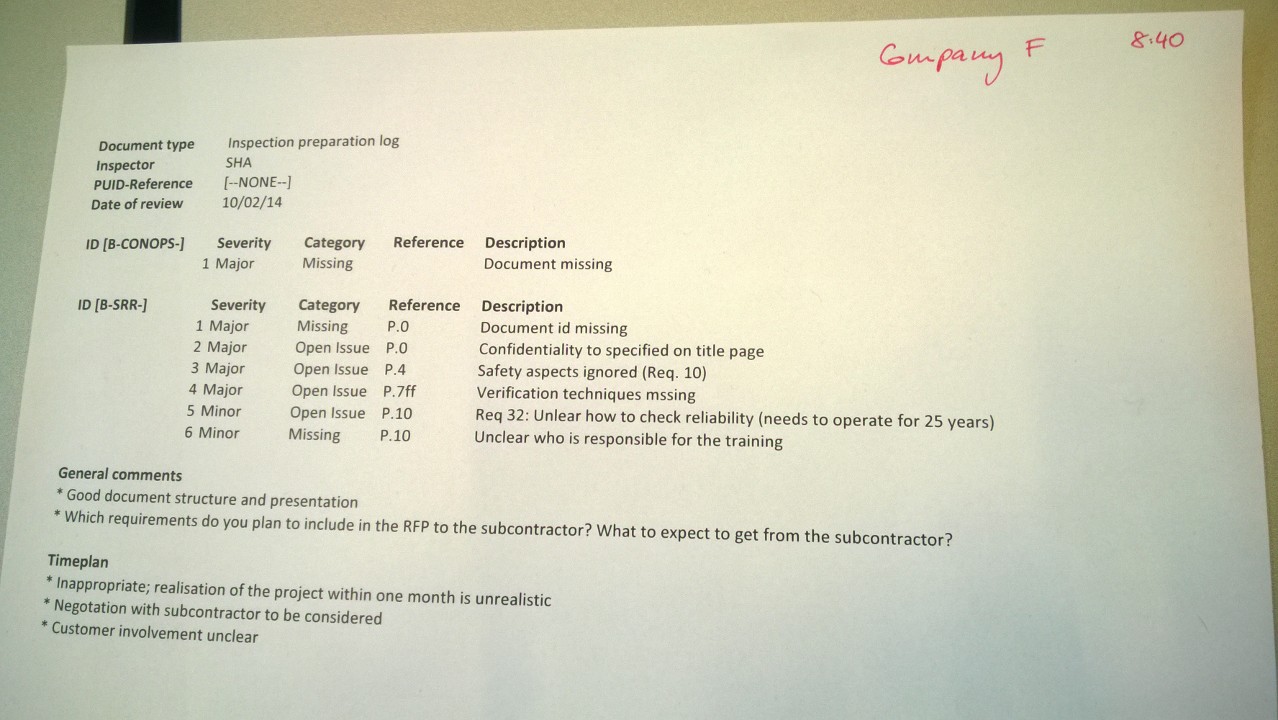 Company F 8:40
Document type Inspection preparation log
Inspector SHA
PUID-Reference [--NONE--]
Date of review 10/02/14
ID [B-CONOPS-] Severity Category Reference Description
1 Major Missing Document missing
ID [B-SRR-] Severity Category Reference Description
1 Major Missing P.0 Document id missing
2 Major Open Issue P.0 Confidentiality to specified on title page
3 Major Open Issue P.4 Safety aspects ignored (Req. 10)
4 Major Open Issue P.7ff Verification techniques mssing
5 Minor Open Issue P.10 Req 32: Unlear how to check reliability (needs to operate for 25 years)
6 Minor Missing P.10 Unclear who is responsible for the training
General comments
* Good document structure and presentation
* Which requirements do you plan to include in the RFP to the subcontractor? What to expect to get from the subcontractor?
Timeplan
* Inappropriate; realisation of the project within one month is unrealistic
* Negotation with subcontractor to be considered
* Customer involvement unclear